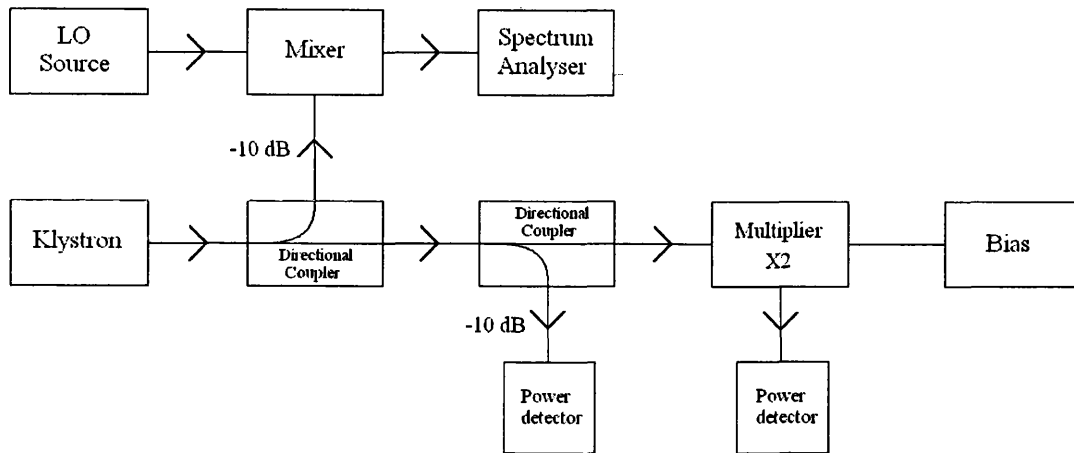 LO
Source
Mixer
Spectrum
Analyser
-10 dB
Klystron
Directional
Coupler
Directional
Coupler
Multiplier
X2
Bias
-10 dB
Power
detector
Power
detector